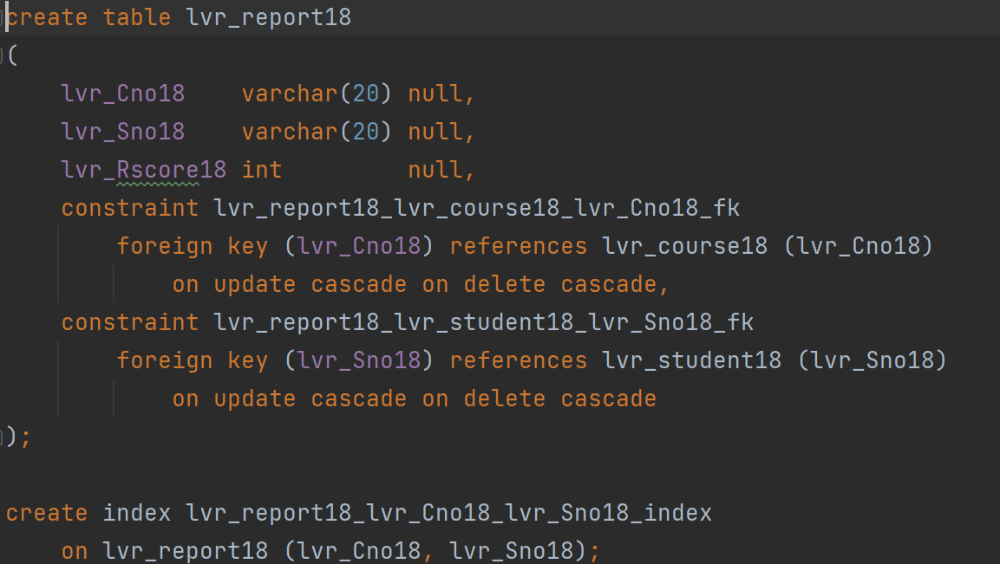 create table lvr_report18
(
    lvr_Cno18    varchar(20) null,
    lvr_Sno18    varchar(20) null,
    lvr_Rscore18 int         null,
    constraint lvr_report18_lvr_course18_lvr_Cno18_fk
        foreign key (lvr_Cno18) references lvr_course18 (lvr_Cno18)
            on update cascade on delete cascade,
    constraint lvr_report18_lvr_student18_lvr_Sno18_fk
        foreign key (lvr_Sno18) references lvr_student18 (lvr_Sno18)
            on update cascade on delete cascade
);
create index lvr_report18_lvr_Cno18_lvr_Sno18_index
    on lvr_report18 (lvr_Cno18, lvr_Sno18);